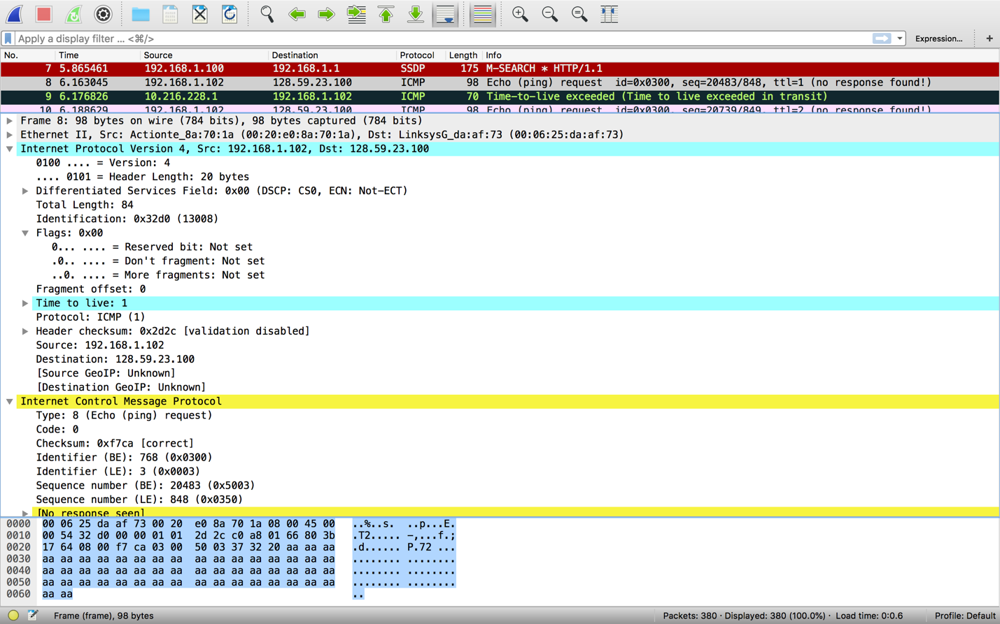 Apply a display filter ... <⌘/>
Expression...
+
No. Time Source Destination Protocol Length Info
7 5.865461 192.168.1.100 192.168.1.1 SSDP 175 M-SEARCH * HTTP/1.1
8 6.163045 192.168.1.102 128.59.23.100 ICMP 98 Echo (ping) request id=0x0300, seq=20483/848, ttl=1 (no response found!)
9 6.176826 10.216.228.1 192.168.1.102 ICMP 70 Time-to-live exceeded (Time to live exceeded in transit)
10 6.188629 192.168.1.102 128.59.23.100 ICMP 98 Echo (ping) request id=0x0300, seq=20739/849, ttl=2 (no response found!)
Frame 8: 98 bytes on wire (784 bits), 98 bytes captured (784 bits)
Ethernet II, Src: Actionte_8a:70:1a (00:20:e0:8a:70:1a), Dst: LinksysG_da:af:73 (00:06:25:da:af:73)
Internet Protocol Version 4, Src: 192.168.1.102, Dst: 128.59.23.100
0100 .... = Version: 4
.... 0101 = Header Length: 20 bytes
Differentiated Services Field: 0x00 (DSCP: CS0, ECN: Not-ECT)
Total Length: 84
Identification: 0x32d0 (13008)
Flags: 0x00
0... .... = Reserved bit: Not set
.0.. .... = Don't fragment: Not set
..0. .... = More fragments: Not set
Fragment offset: 0
Time to live: 1
Protocol: ICMP (1)
Header checksum: 0x2d2c [validation disabled]
Source: 192.168.1.102
Destination: 128.59.23.100
[Source GeoIP: Unknown]
[Destination GeoIP: Unknown]
Internet Control Message Protocol
Type: 8 (Echo (ping) request)
Code: 0
Checksum: 0xf7ca [correct]
Identifier (BE): 768 (0x0300)
Identifier (LE): 3 (0x0003)
Sequence number (BE): 20483 (0x5003)
Sequence number (LE): 848 (0x0350)
[No response seen]
0000 00 06 25 da af 73 00 20 e0 8a 70 1a 08 00 45 00 ..%..s. ..p...E.
0010 00 54 32 d0 00 00 01 01 2d 2c c0 a8 01 66 80 3b .T2..... -,...f.;
0020 17 64 08 00 f7 ca 03 00 50 03 37 32 20 aa aa aa .d...... P.72 ...
0030 aa aa aa aa aa aa aa aa aa aa aa aa aa aa aa aa ........ ........
0040 aa aa aa aa aa aa aa aa aa aa aa aa aa aa aa aa ........ ........
0050 aa aa aa aa aa aa aa aa aa aa aa aa aa aa aa aa ........ ........
0060 aa aa ..
Frame (frame), 98 bytes
Packets: 380 · Displayed: 380 (100.0%) · Load time: 0:0.6
Profile: Default